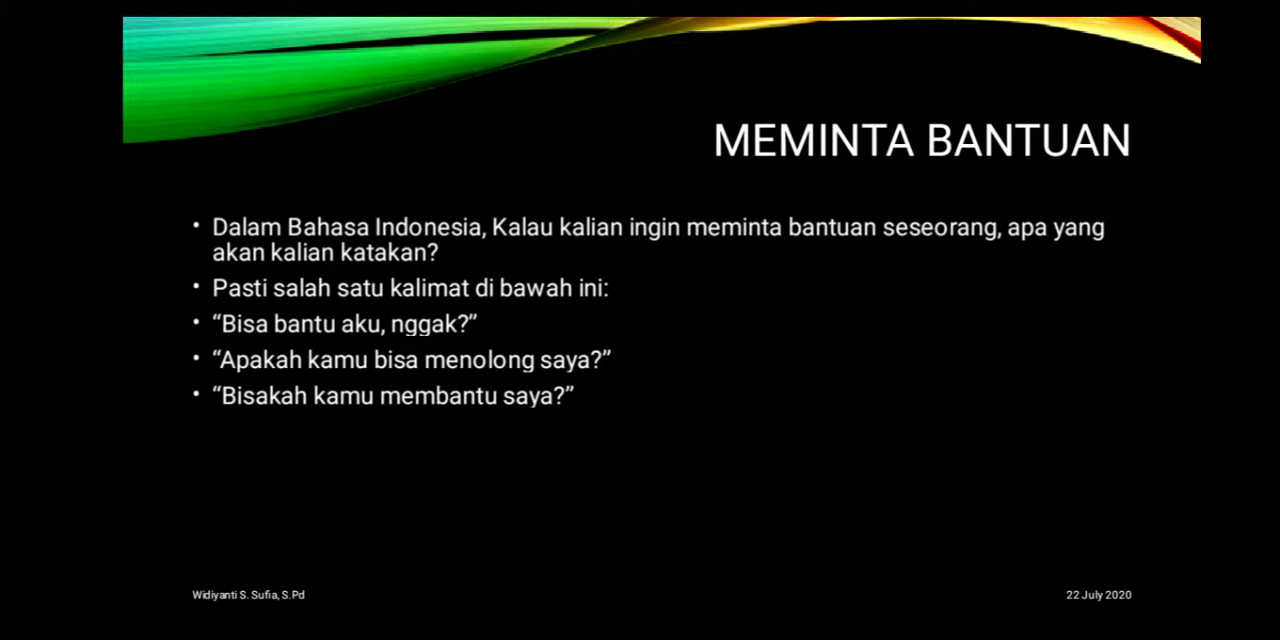 MEMINTA BANTUAN
• Dalam Bahasa Indonesia, Kalau kalian ingin meminta bantuan seseorang, apa yang
akan kalian katakan?
• Pasti salah satu kalimat di bawah ini:
• “Bisa bantu aku, nggak?”
• “Apakah kamu bisa menolong saya?”
• “Bisakah kamu membantu saya?”
Widiyanti S. Sufia, S.Pd
22 July 2020